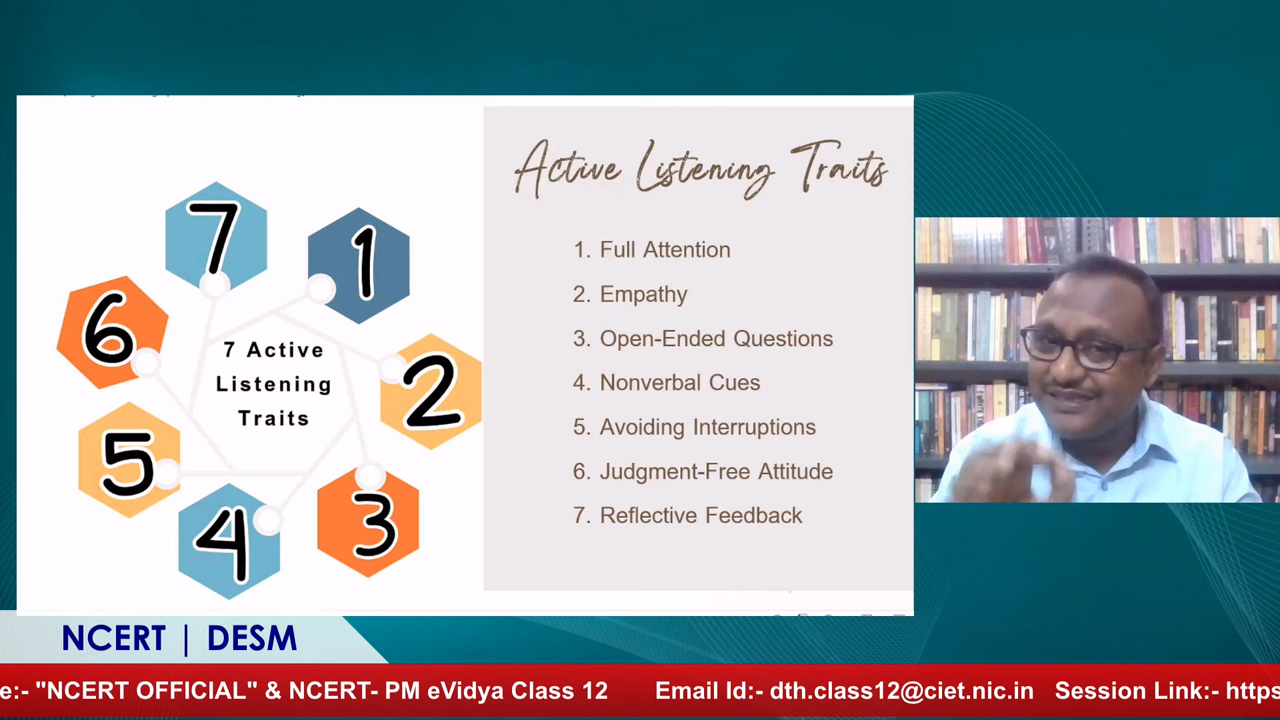 7
1
6
2
5
4
3
7 Active
Listening
Traits
Active Listening Traits
1. Full Attention
2. Empathy
3. Open-Ended Questions
4. Nonverbal Cues
5. Avoiding Interruptions
6. Judgment-Free Attitude
7. Reflective Feedback
NCERT | DESM
e:- "NCERT OFFICIAL" & NCERT- PM eVidya Class 12 Email Id:- dth.class12@ciet.nic.in Session Link:- https